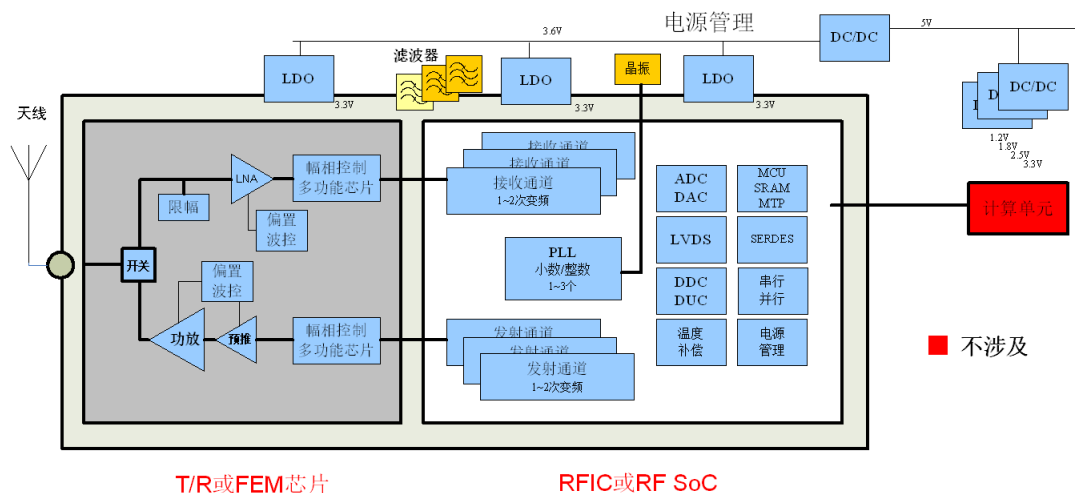 电源管理
5V
3.6V
DC/DC
LDO
滤波器
LDO
晶振
LDO
DC/DC
3.3V
3.3V
3.3V
1.2V
1.8V
2.5V
3.3V
天线
LNA
幅相控制
多功能芯片
限幅
偏置
波控
开关
偏置
波控
功放
预推
幅相控制
多功能芯片
接收通道
接收通道
接收通道
1~2次变频
PLL
小数/整数
1~3个
发射通道
发射通道
发射通道
1~2次变频
ADC
DAC
MCU
SRAM
MTP
LVDS
SERDES
DDC
DUC
串行
并行
温度
补偿
电源
管理
计算单元
不涉及
T/R或FEM芯片
RFIC或RF SoC